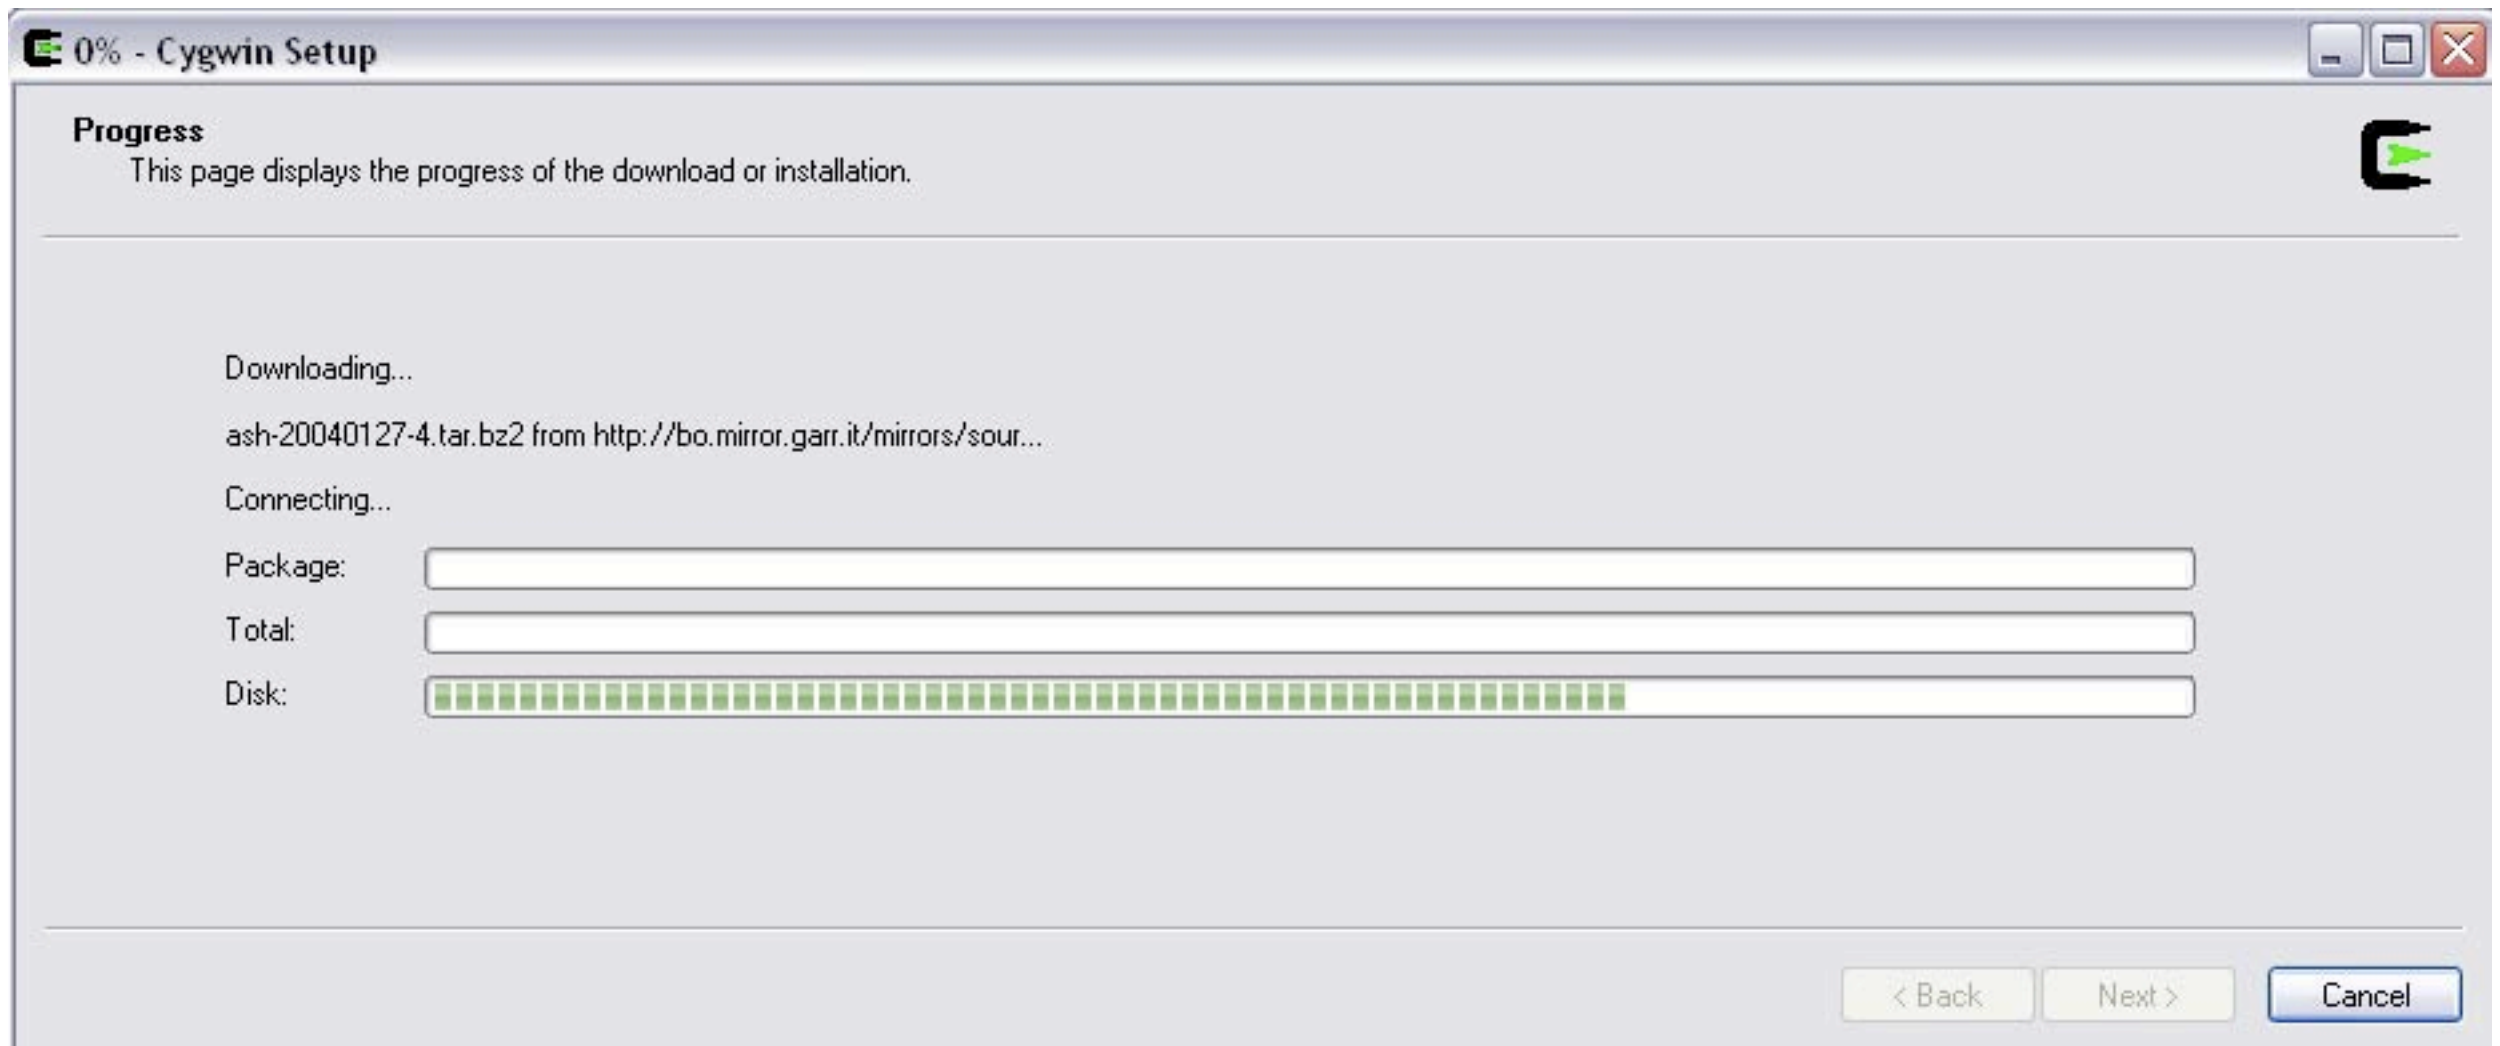 0% - Cygwin Setup
Progress
This page displays the progress of the download or installation.
Downloading...
ash-20040127-4.tar.bz2 from http://bo.mirror.garr.it/mirrors/sour...
Connecting...
Package:
Total:
Disk:
< Back
Next >
Cancel